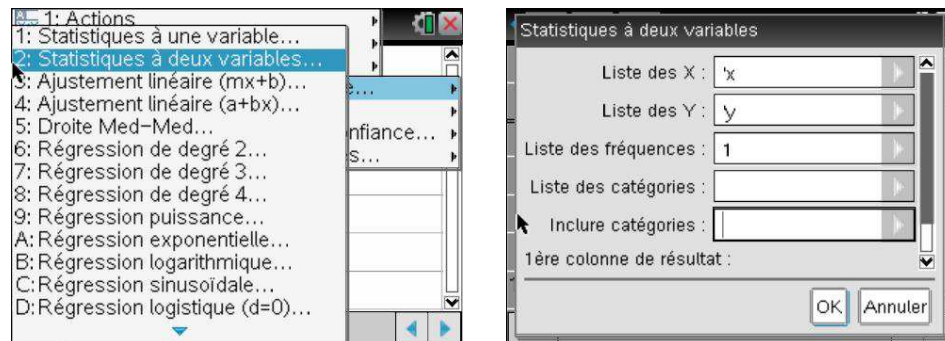 1: Actions
1: Statistiques à une variable...
2: Statistiques à deux variables...
3: Ajustement linéaire (mx+b)...
4: Ajustement linéaire (a+bx)...
5: Droite Med-Med...
6: Régression de degré 2...
7: Régression de degré 3...
8: Régression de degré 4...
9: Régression puissance...
A: Régression exponentielle...
B: Régression logarithmique...
C: Régression sinusoïdale...
D: Régression logistique (d=0)...
e...
nfiance...
s...
Statistiques à deux variables
Liste des X : 'x
Liste des Y : y
Liste des fréquences : 1
Liste des catégories :
Inclure catégories :
1ère colonne de résultat :
OK Annuler